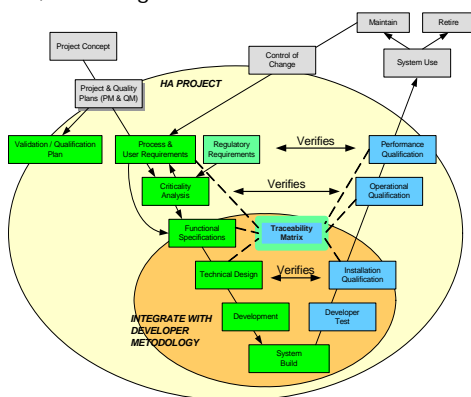 Maintain
Retire
Project Concept
Control of
Change
System Use
HA PROJECT
Project & Quality
Plans (PM & QM)
Validation / Qualification
Plan
Process &
User Requirements
Regulatory
Requirements
Verifies
Performance
Qualification
Criticality
Analysis
Verifies
Operational
Qualification
Functional
Specifications
Traceability
Matrix
Technical Design
Verifies
Installation
Qualification
Development
Developer
Test
INTEGRATE WITH
DEVELOPER
METODOLOGY
System
Build